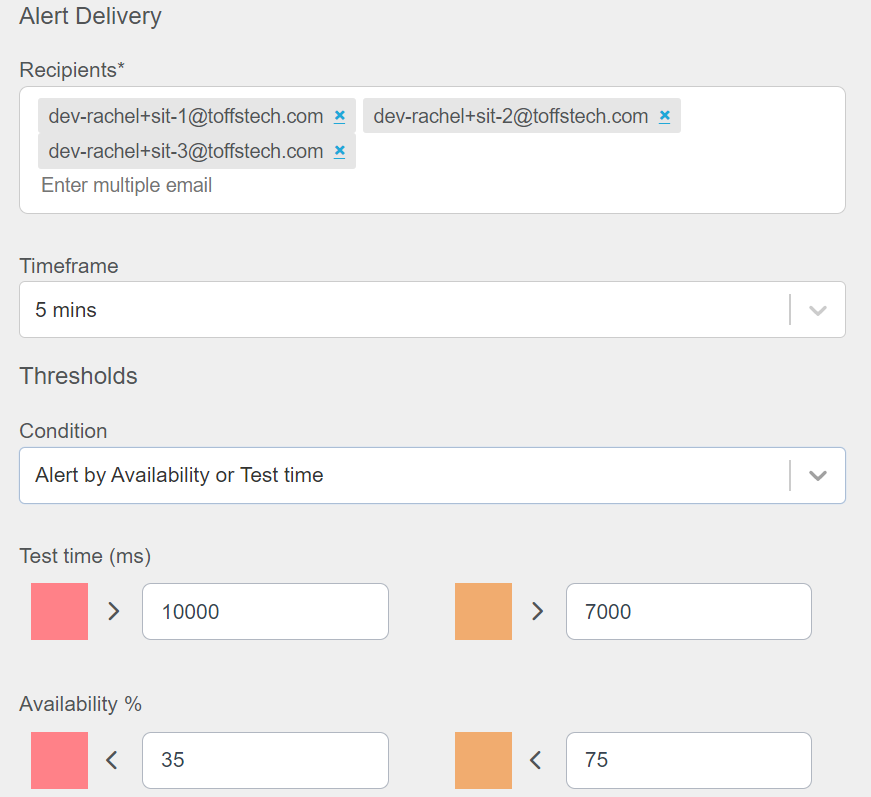 Alert Delivery
Recipients*
dev-rachel+sit-1@toffstech.com × dev-rachel+sit-2@toffstech.com ×
dev-rachel+sit-3@toffstech.com ×
Enter multiple email
Timeframe
5 mins
Thresholds
Condition
Alert by Availability or Test time
Test time (ms)
> 10000 > 7000
Availability %
< 35 < 75